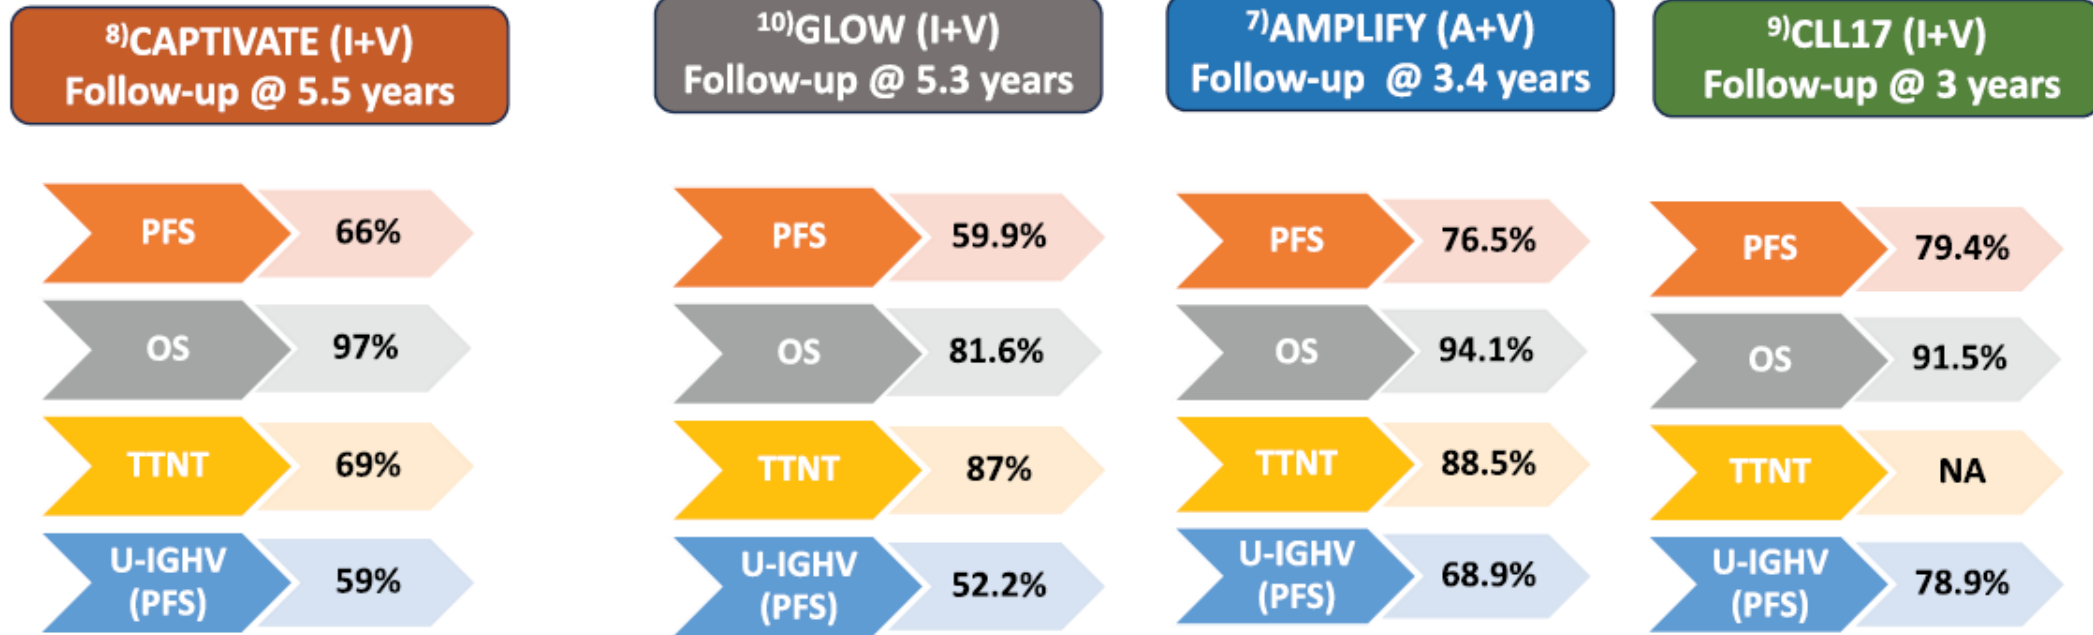 8)CAPTIVATE (I+V)
Follow-up @ 5.5 years
PFS 66%
OS 97%
TTNT 69%
U-IGHV
(PFS)
59%
10)GLOW (I+V)
Follow-up @ 5.3 years
PFS 59.9%
OS 81.6%
TTNT 87%
U-IGHV
(PFS)
52.2%
7)AMPLIFY (A+V)
Follow-up @ 3.4 years
PFS 76.5%
OS 94.1%
TTNT 88.5%
U-IGHV
(PFS)
68.9%
9)CLL17 (I+V)
Follow-up @ 3 years
PFS 79.4%
OS 91.5%
TTNT NA
U-IGHV
(PFS)
78.9%